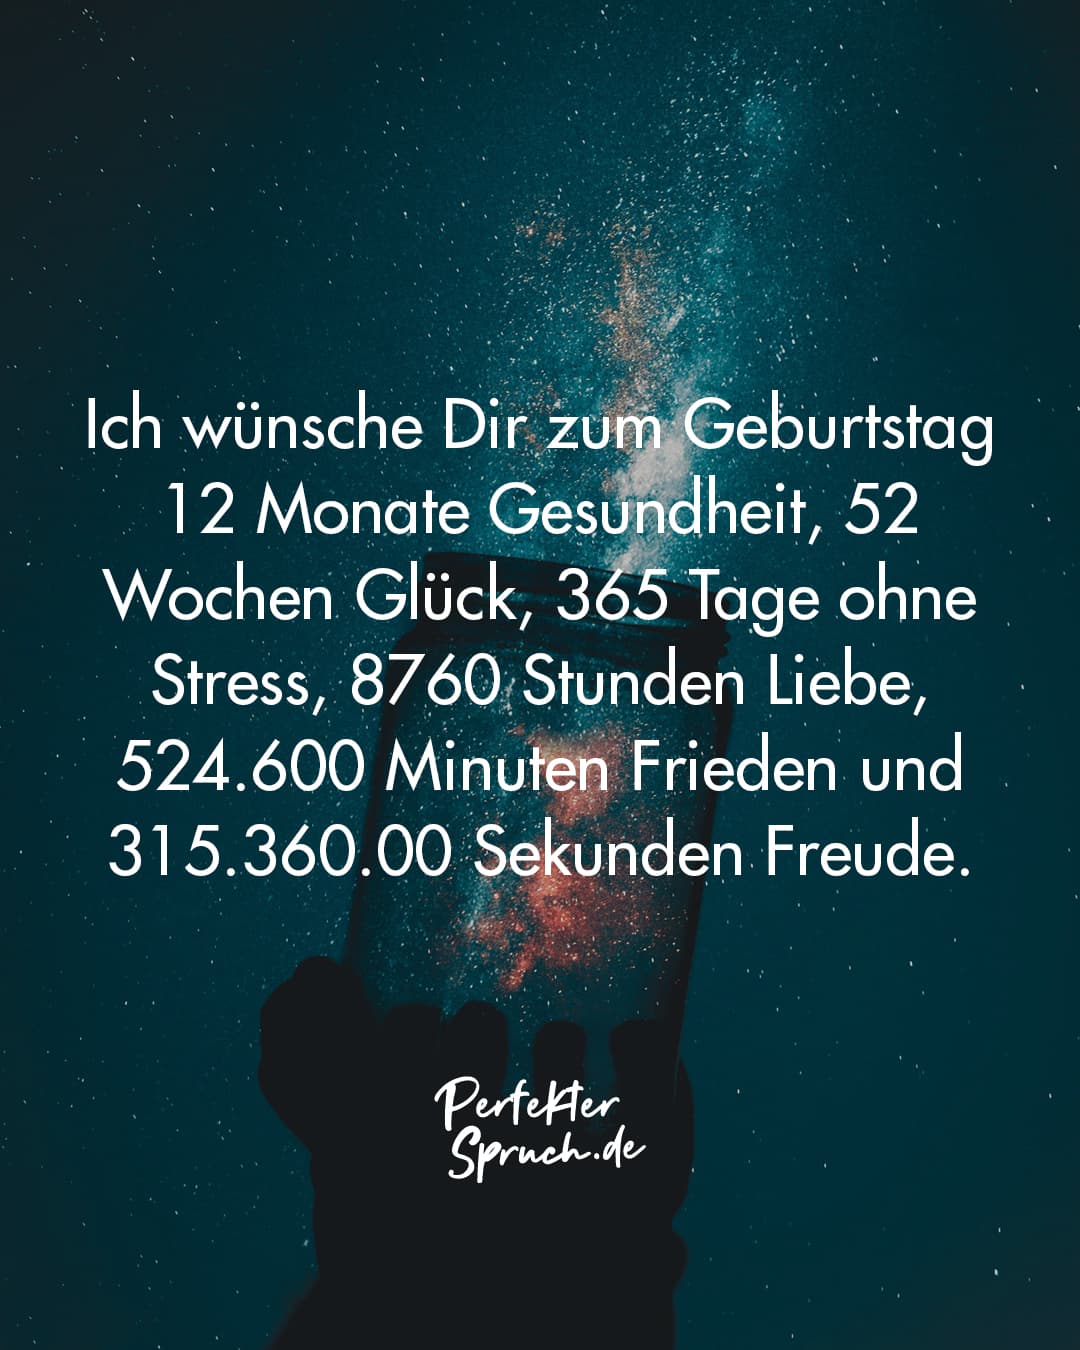 Ich wünsche Dir zum Geburtstag
12 Monate Gesundheit, 52
Wochen Glück, 365 Tage ohne
Stress, 8760 Stunden Liebe,
524.600 Minuten Frieden und
315.360.00 Sekunden Freude.
Perfekter
Spruch.de